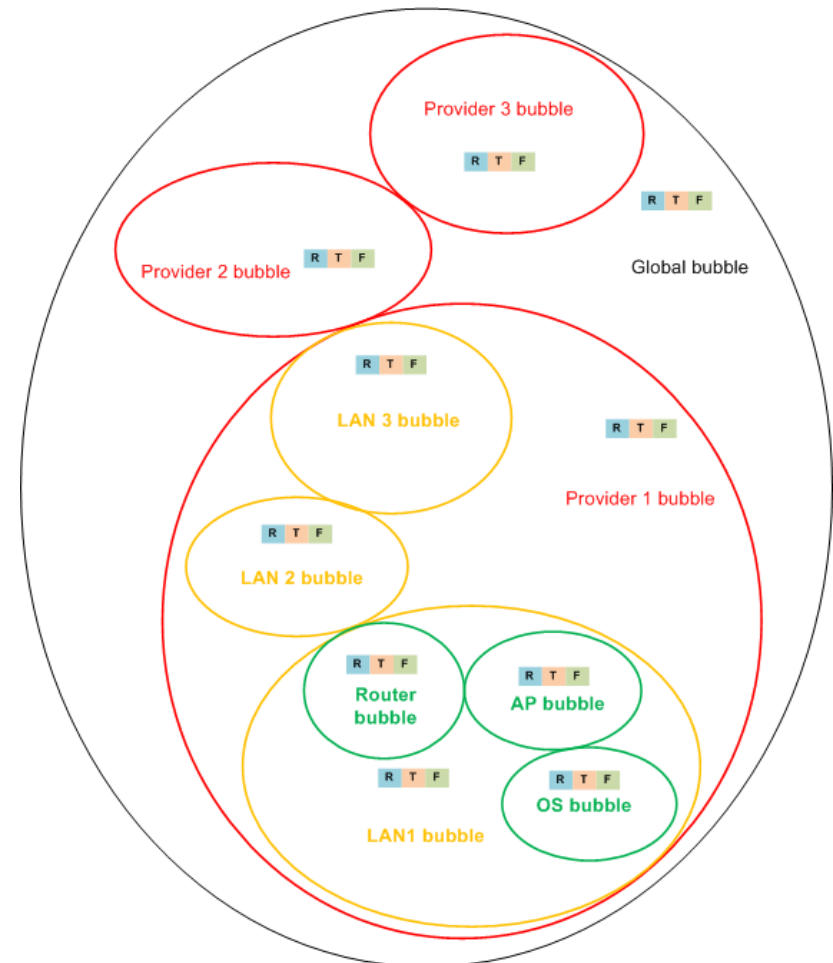 Provider 3 bubble
R T F
R T F
Global bubble
Provider 2 bubble
R T F
R T F
LAN 3 bubble
R T F
Provider 1 bubble
R T F
LAN 2 bubble
R T F
Router
bubble
R T F
AP bubble
R T F
OS bubble
R T F
LAN1 bubble